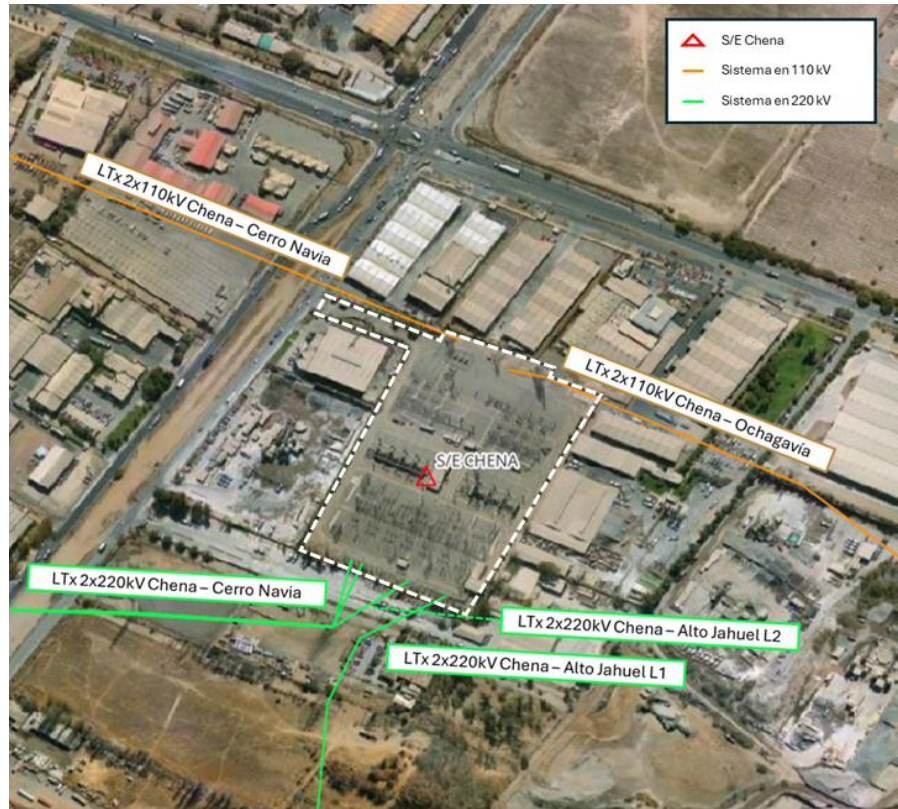 S/E Chena
Sistema en 110 kV
Sistema en 220 kV
LTx 2x110kV Chena – Cerro Navia
LTx 2x110kV Chena – Ochagavía
S/E CHENA
LTx 2x220kV Chena – Cerro Navia
LTx 2x220kV Chena – Alto Jahuel L2
LTx 2x220kV Chena – Alto Jahuel L1